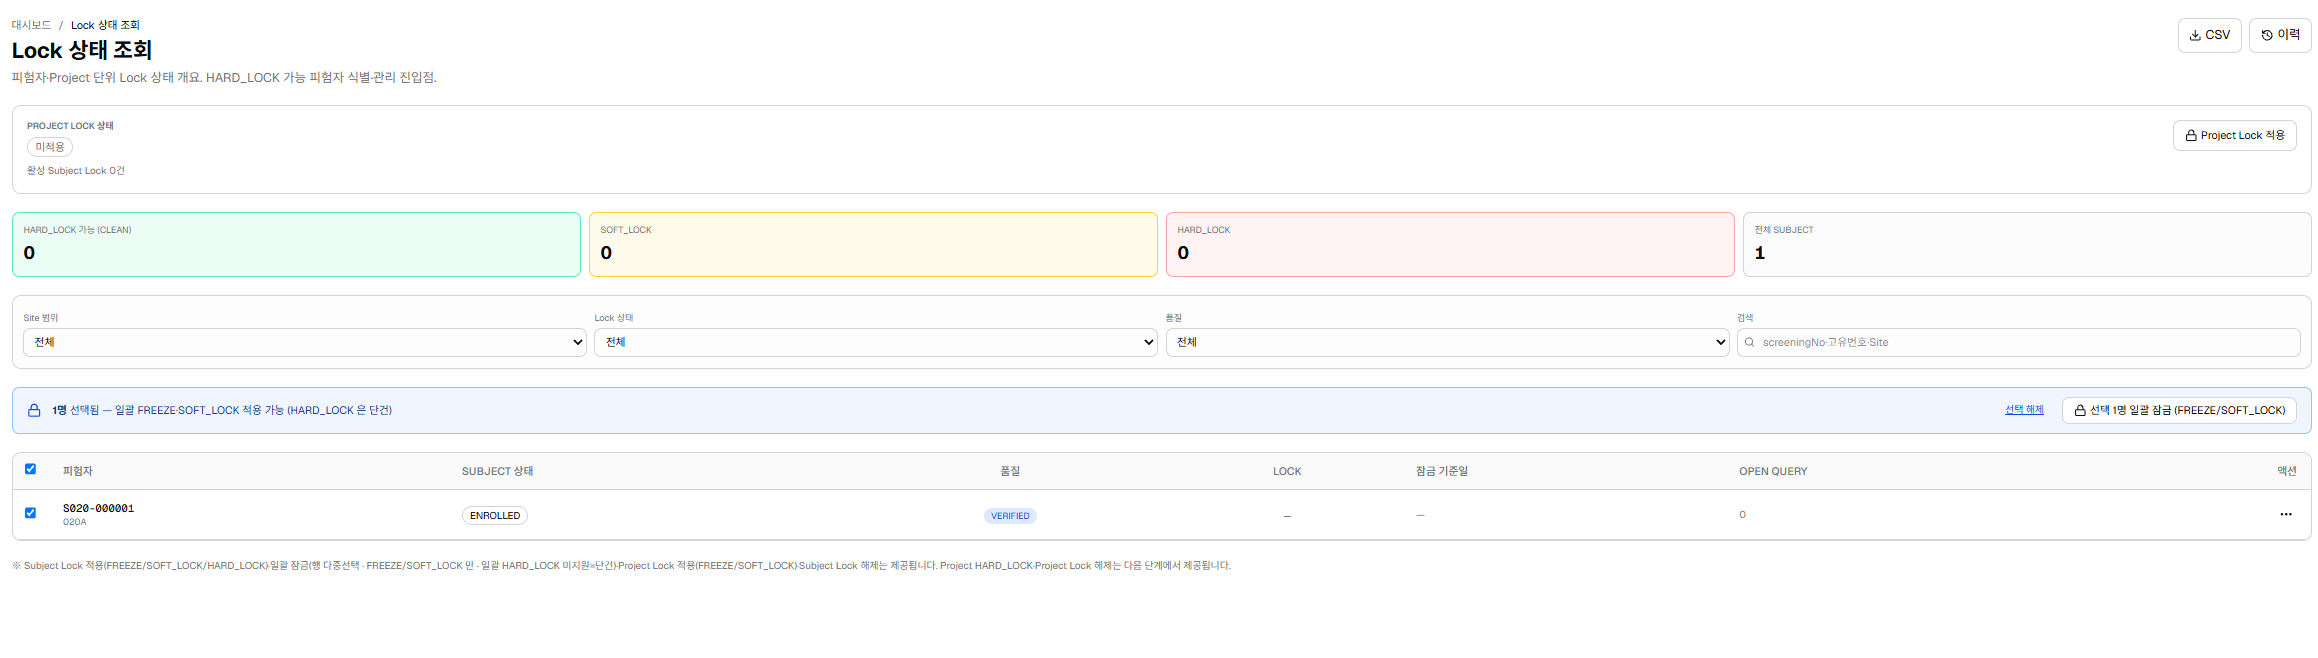 대시보드 / Lock 상태 조회
Lock 상태 조회
피험자·Project 단위 Lock 상태 개요. HARD_LOCK 가능 피험자 식별·관리 진입점.
CSV
이력
PROJECT LOCK 상태
미적용
활성 Subject Lock 0건
Project Lock 적용
HARD_LOCK 가능 (CLEAN)
0
SOFT_LOCK
0
HARD_LOCK
0
전체 SUBJECT
1
Site 범위
전체
Lock 상태
전체
품질
전체
검색
screeningNo·고유번호·Site
1명 선택됨 — 일괄 FREEZE·SOFT_LOCK 적용 가능 (HARD_LOCK 은 단건)
선택 해제
선택 1명 일괄 잠금 (FREEZE/SOFT_LOCK)
피험자 SUBJECT 상태 품질 LOCK 잠금 기준일 OPEN QUERY 액션
S020-000001 ENROLLED VERIFIED — — 0 ···
020A
※ Subject Lock 적용(FREEZE/SOFT_LOCK/HARD_LOCK)·일괄 잠금(행 다중선택 · FREEZE/SOFT_LOCK 만 · 일괄 HARD_LOCK 미지원=단건)·Project Lock 적용(FREEZE/SOFT_LOCK)·Subject Lock 해제는 제공됩니다. Project HARD_LOCK·Project Lock 해제는 다음 단계에서 제공됩니다.